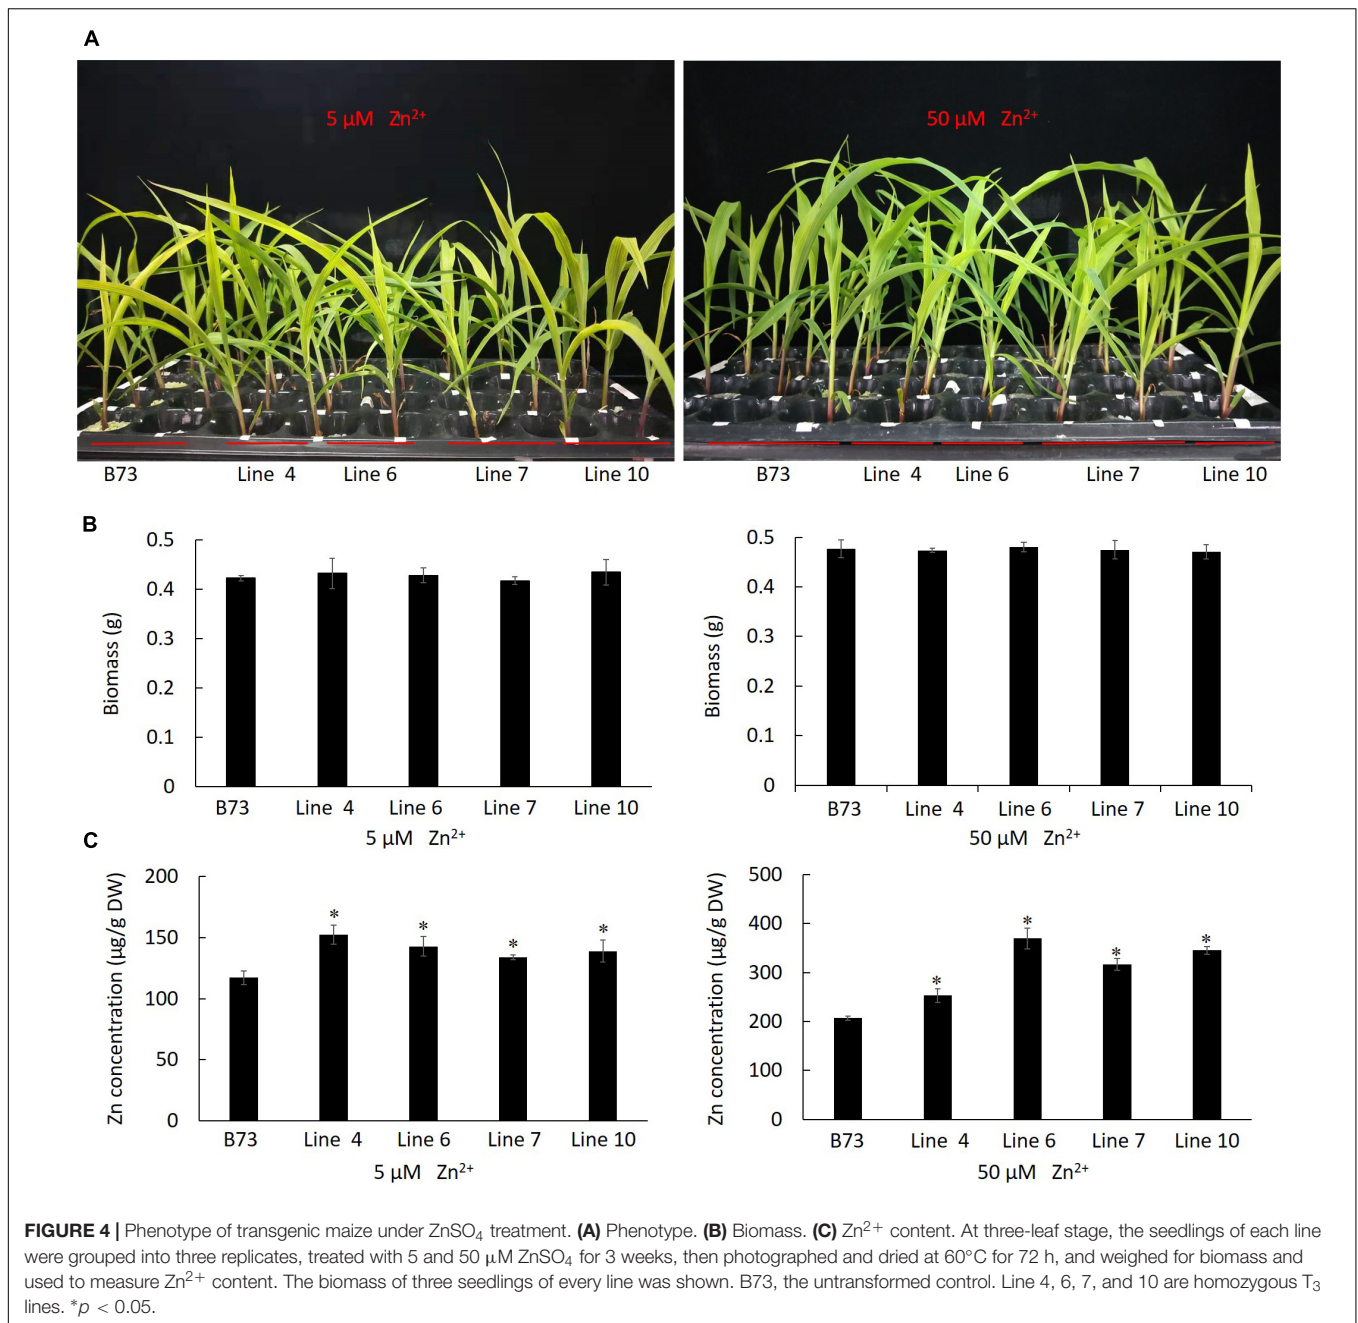 A
5 µM Zn²⁺
50 µM Zn²⁺
B73 Line 4 Line 6 Line 7 Line 10
B73 Line 4 Line 6 Line 7 Line 10
B
Biomass (g)
0.5
0.4
0.3
0.2
0.1
0
B73 Line 4 Line 6 Line 7 Line 10
5 µM Zn²⁺
Biomass (g)
0.5
0.4
0.3
0.2
0.1
0
B73 Line 4 Line 6 Line 7 Line 10
50 µM Zn²⁺
C
Zn concentration (µg/g DW)
200
150
100
50
0
* * * *
B73 Line 4 Line 6 Line 7 Line 10
5 µM Zn²⁺
Zn concentration (µg/g DW)
500
400
300
200
100
0
* * * *
B73 Line 4 Line 6 Line 7 Line 10
50 µM Zn²⁺
FIGURE 4 | Phenotype of transgenic maize under ZnSO₄ treatment. (A) Phenotype. (B) Biomass. (C) Zn²⁺ content. At three-leaf stage, the seedlings of each line
were grouped into three replicates, treated with 5 and 50 µM ZnSO₄ for 3 weeks, then photographed and dried at 60°C for 72 h, and weighed for biomass and
used to measure Zn²⁺ content. The biomass of three seedlings of every line was shown. B73, the untransformed control. Line 4, 6, 7, and 10 are homozygous T₃
lines. *p < 0.05.